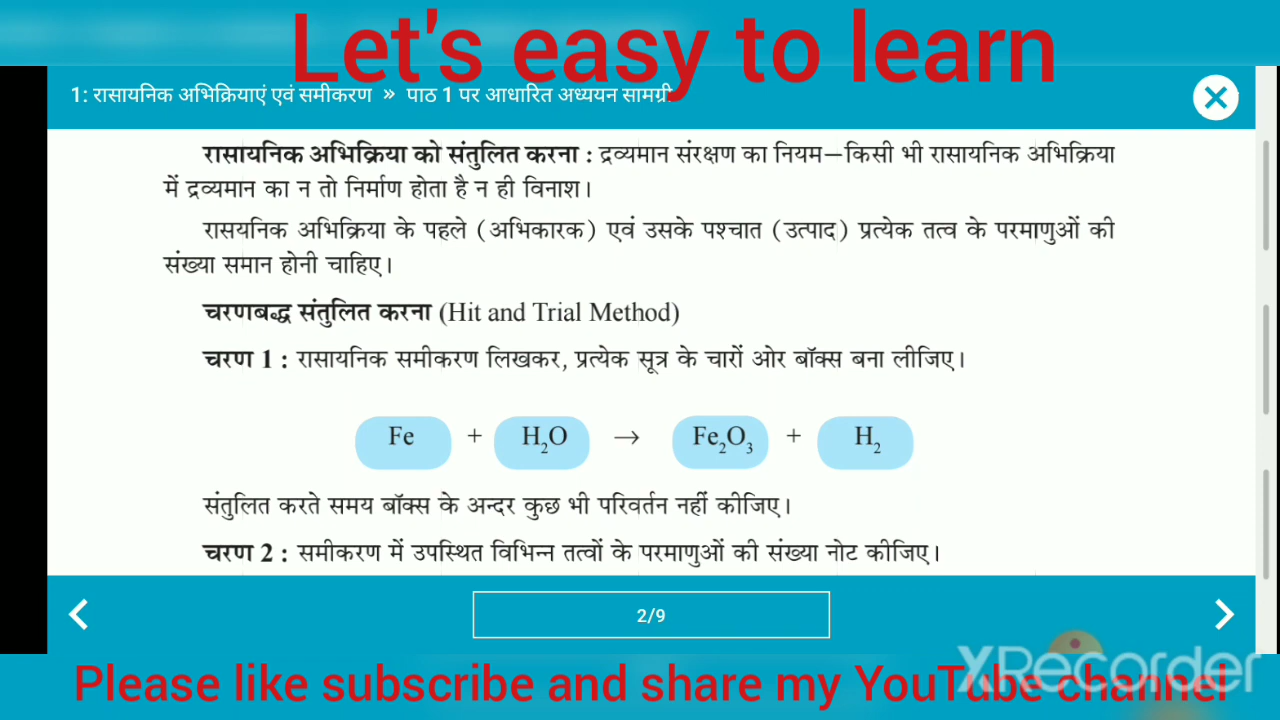 Let's easy to learn
1: रासायनिक अभिक्रियाएं एवं समीकरण » पाठ 1 पर आधारित अध्ययन सामग्री
रासायनिक अभिक्रिया को संतुलित करना : द्रव्यमान संरक्षण का नियम–किसी भी रासायनिक अभिक्रिया
में द्रव्यमान का न तो निर्माण होता है न ही विनाश।
रासयनिक अभिक्रिया के पहले (अभिकारक) एवं उसके पश्चात (उत्पाद) प्रत्येक तत्व के परमाणुओं की
संख्या समान होनी चाहिए।
चरणबद्ध संतुलित करना (Hit and Trial Method)
चरण 1 : रासायनिक समीकरण लिखकर, प्रत्येक सूत्र के चारों ओर बॉक्स बना लीजिए।
Fe + H₂O → Fe₂O₃ + H₂
संतुलित करते समय बॉक्स के अन्दर कुछ भी परिवर्तन नहीं कीजिए।
चरण 2 : समीकरण में उपस्थित विभिन्न तत्वों के परमाणुओं की संख्या नोट कीजिए।
2/9
Please like subscribe and share my YouTube channel
XRecorder